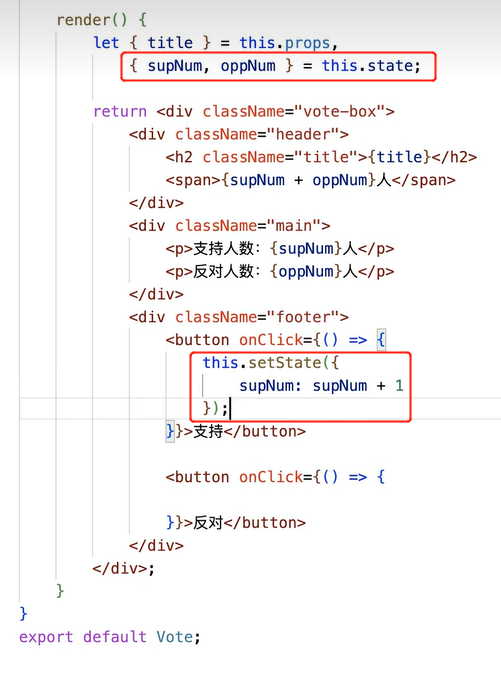 render() {
let { title } = this.props,
{ supNum, oppNum } = this.state;
return <div className="vote-box">
<div className="header">
<h2 className="title">{title}</h2>
<span>{supNum + oppNum}人</span>
</div>
<div className="main">
<p>支持人数：{supNum}人</p>
<p>反对人数：{oppNum}人</p>
</div>
<div className="footer">
<button onClick={() => {
this.setState({
supNum: supNum + 1
});
}}>支持</button>
<button onClick={() => {
}}>反对</button>
</div>
</div>;
}
}
export default Vote;